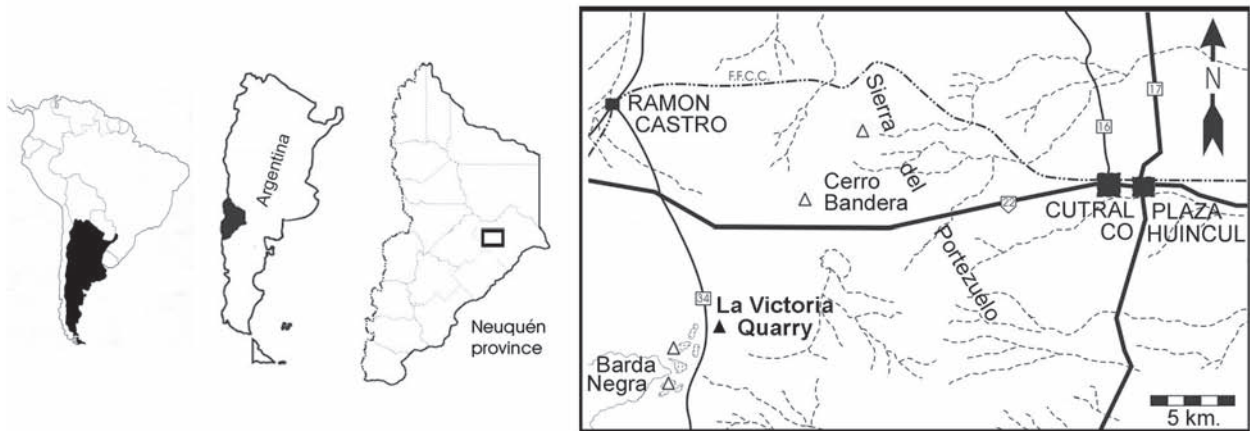 Argentina
Neuquén
province
F.F.C.C.
RAMON
CASTRO
Sierra
del
Portezuelo
17
16
N
Cerro
Bandera
22
CUTRAL
CO
PLAZA
HUINCUL
34
La Victoria
Quarry
Barda
Negra
5 km.